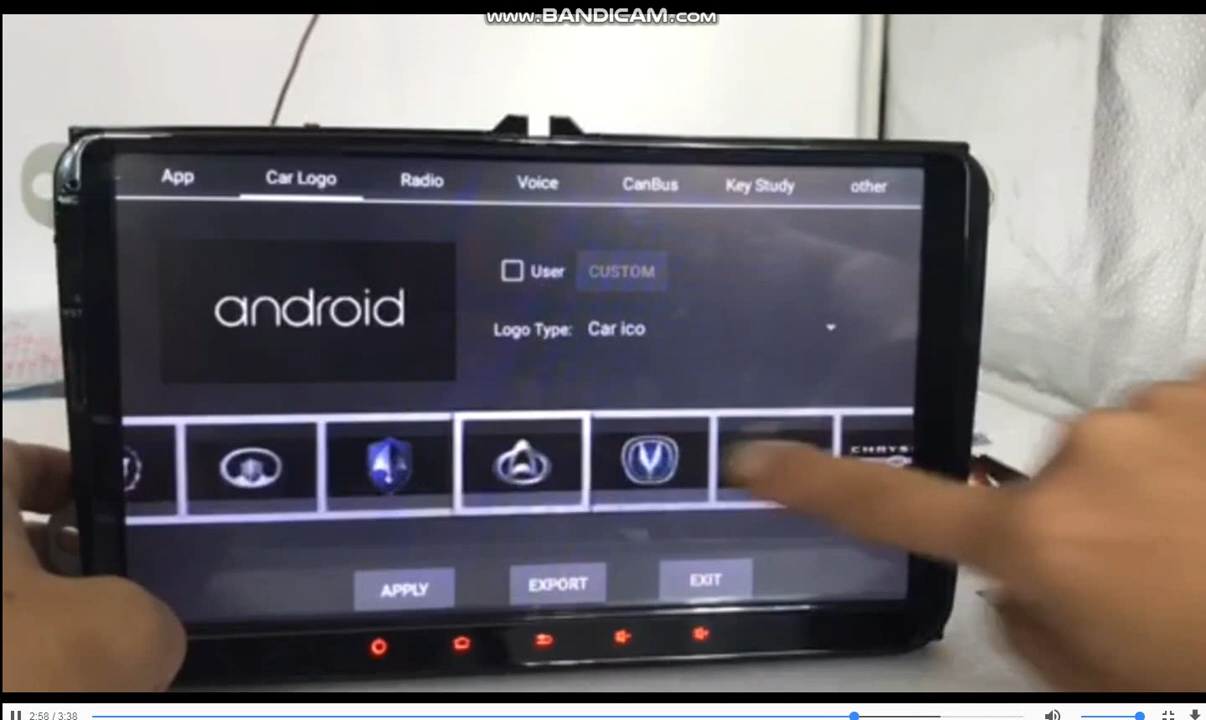 www.BANDICAM.com
App Car Logo Radio Voice CanBus Key Study other
android
User CUSTOM
Logo Type: Car ico
CHRYS
APPLY EXPORT EXIT
2:58 / 3:38